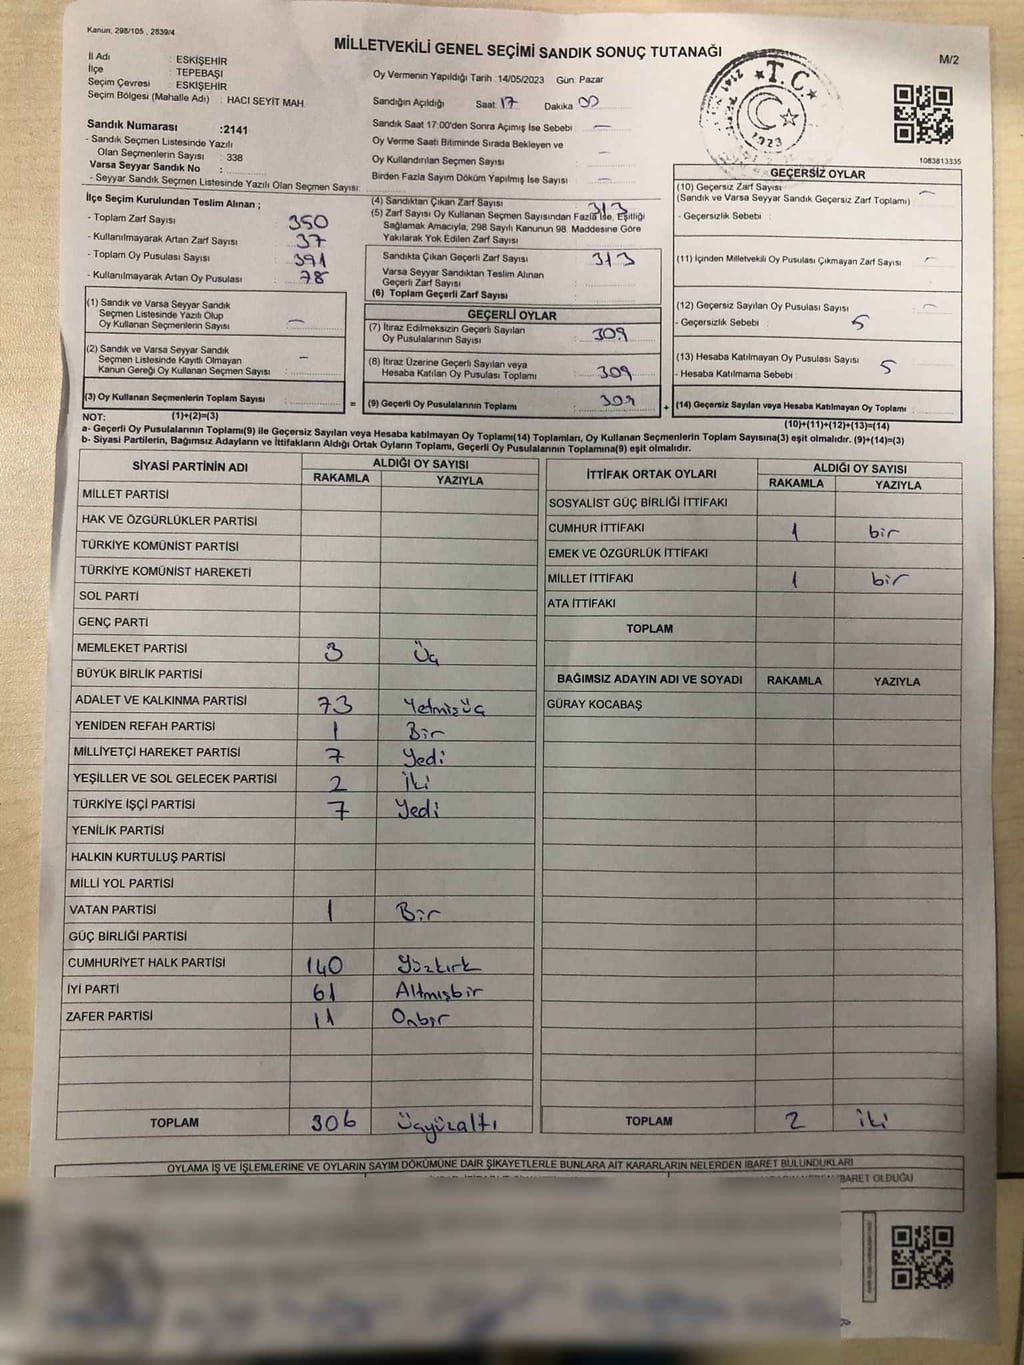 Kanun; 298/105 , 2839/4
MİLLETVEKİLİ GENEL SEÇİMİ SANDIK SONUÇ TUTANAĞI
M/2
İl Adı : ESKİŞEHİR
İlçe : TEPEBAŞI
Seçim Çevresi : ESKİŞEHİR
Seçim Bölgesi (Mahalle Adı) : HACI SEYİT MAH.
Sandık Numarası :2141
- Sandık Seçmen Listesinde Yazılı
Olan Seçmenlerin Sayısı : 338
Varsa Seyyar Sandık No :
- Seyyar Sandık Seçmen Listesinde Yazılı Olan Seçmen Sayısı:
Oy Vermenin Yapıldığı Tarih :14/05/2023 Gün: Pazar
Sandığın Açıldığı Saat: 17 Dakika 00
Sandık Saat 17:00'den Sonra Açımış İse Sebebi : —
Oy Verme Saati Bitiminde Sırada Bekleyen ve
Oy Kullandırılan Seçmen Sayısı : —
Birden Fazla Sayım Döküm Yapılmış İse Sayısı : —
T.C.
1923
1083813335
İlçe Seçim Kurulundan Teslim Alınan ;
- Toplam Zarf Sayısı : 350
- Kullanılmayarak Artan Zarf Sayısı : 37
- Toplam Oy Pusulası Sayısı : 391
- Kullanılmayarak Artan Oy Pusulası : 78
(1) Sandık ve Varsa Seyyar Sandık
Seçmen Listesinde Yazılı Olup
Oy Kullanan Seçmenlerin Sayısı : —
(2) Sandık ve Varsa Seyyar Sandık
Seçmen Listesinde Kayıtlı Olmayan
Kanun Gereği Oy Kullanan Seçmen Sayısı : —
(3) Oy Kullanan Seçmenlerin Toplam Sayısı :
(4) Sandıktan Çıkan Zarf Sayısı : 313
(5) Zarf Sayısı Oy Kullanan Seçmen Sayısından Fazla İse, Eşitliği
Sağlamak Amacıyla, 298 Sayılı Kanunun 98. Maddesine Göre
Yakılarak Yok Edilen Zarf Sayısı :
Sandıkta Çıkan Geçerli Zarf Sayısı : 313
Varsa Seyyar Sandıktan Teslim Alınan
Geçerli Zarf Sayısı :
(6) Toplam Geçerli Zarf Sayısı :
GEÇERLİ OYLAR
(7) İtiraz Edilmeksizin Geçerli Sayılan
Oy Pusulalarının Sayısı : 309
(8) İtiraz Üzerine Geçerli Sayılan veya
Hesaba Katılan Oy Pusulası Toplamı : 309
= (9) Geçerli Oy Pusulalarının Toplamı : 309
GEÇERSİZ OYLAR
(10) Geçersiz Zarf Sayısı : —
(Sandık ve Varsa Seyyar Sandık Geçersiz Zarf Toplamı)
- Geçersizlik Sebebi :
(11) İçinden Milletvekili Oy Pusulası Çıkmayan Zarf Sayısı : —
(12) Geçersiz Sayılan Oy Pusulası Sayısı : —
- Geçersizlik Sebebi : 5
(13) Hesaba Katılmayan Oy Pusulası Sayısı : 5
- Hesaba Katılmama Sebebi :
+ (14) Geçersiz Sayılan veya Hesaba Katılmayan Oy Toplamı :
NOT: (1)+(2)=(3)
(10)+(11)+(12)+(13)=(14)
a- Geçerli Oy Pusulalarının Toplamı(9) ile Geçersiz Sayılan veya Hesaba katılmayan Oy Toplamı(14) Toplamları, Oy Kullanan Seçmenlerin Toplam Sayısına(3) eşit olmalıdır. (9)+(14)=(3)
b- Siyasi Partilerin, Bağımsız Adayların ve İttifakların Aldığı Ortak Oyların Toplamı, Geçerli Oy Pusulalarının Toplamına(9) eşit olmalıdır.
SİYASİ PARTİNİN ADI ALDIĞI OY SAYISI
RAKAMLA YAZIYLA
MİLLET PARTİSİ
HAK VE ÖZGÜRLÜKLER PARTİSİ
TÜRKİYE KOMÜNİST PARTİSİ
TÜRKİYE KOMÜNİST HAREKETİ
SOL PARTİ
GENÇ PARTİ
MEMLEKET PARTİSİ 3 Üç
BÜYÜK BİRLİK PARTİSİ
ADALET VE KALKINMA PARTİSİ 73 Yetmişüç
YENİDEN REFAH PARTİSİ 1 Bir
MİLLİYETÇİ HAREKET PARTİSİ 7 Yedi
YEŞİLLER VE SOL GELECEK PARTİSİ 2 İki
TÜRKİYE İŞÇİ PARTİSİ 7 Yedi
YENİLİK PARTİSİ
HALKIN KURTULUŞ PARTİSİ
MİLLİ YOL PARTİSİ
VATAN PARTİSİ 1 Bir
GÜÇ BİRLİĞİ PARTİSİ
CUMHURİYET HALK PARTİSİ 140 Yüzkırk
İYİ PARTİ 61 Altmışbir
ZAFER PARTİSİ 11 Onbir
TOPLAM 306 Üçyüzaltı
İTTİFAK ORTAK OYLARI ALDIĞI OY SAYISI
RAKAMLA YAZIYLA
SOSYALİST GÜÇ BİRLİĞİ İTTİFAKI
CUMHUR İTTİFAKI 1 bir
EMEK VE ÖZGÜRLÜK İTTİFAKI
MİLLET İTTİFAKI 1 bir
ATA İTTİFAKI
TOPLAM
BAĞIMSIZ ADAYIN ADI VE SOYADI RAKAMLA YAZIYLA
GÜRAY KOCABAŞ
TOPLAM 2 İki
OYLAMA İŞ VE İŞLEMLERİNE VE OYLARIN SAYIM DÖKÜMÜNE DAİR ŞİKAYETLERLE BUNLARA AİT KARARLARIN NELERDEN İBARET BULUNDUKLARI
İBARET OLDUĞU